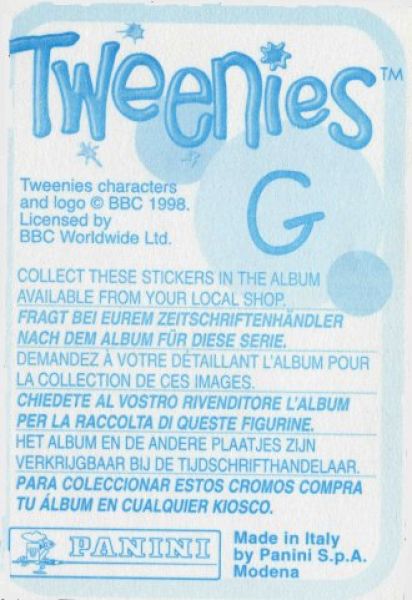 Tweenies™
Tweenies characters
and logo © BBC 1998.
Licensed by
BBC Worldwide Ltd.
G
COLLECT THESE STICKERS IN THE ALBUM
AVAILABLE FROM YOUR LOCAL SHOP.
FRAGT BEI EUREM ZEITSCHRIFTENHÄNDLER
NACH DEM ALBUM FÜR DIESE SERIE.
DEMANDEZ À VOTRE DÉTAILLANT L'ALBUM POUR
LA COLLECTION DE CES IMAGES.
CHIEDETE AL VOSTRO RIVENDITORE L'ALBUM
PER LA RACCOLTA DI QUESTE FIGURINE.
HET ALBUM EN DE ANDERE PLAATJES ZIJN
VERKRIJGBAAR BIJ DE TIJDSCHRIFTHANDELAAR.
PARA COLECCIONAR ESTOS CROMOS COMPRA
TU ÁLBUM EN CUALQUIER KIOSCO.
PANINI
Made in Italy
by Panini S.p.A.
Modena